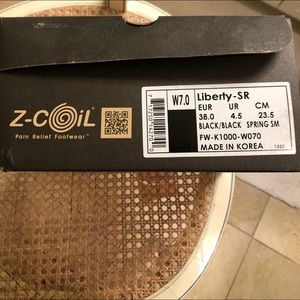 Z-COiL
Pain Relief Footwear™
W7.0
Liberty-SR
EUR UR CM
38.0 4.5 23.5
BLACK/BLACK SPRING SM
FW-K1000-W070
MADE IN KOREA